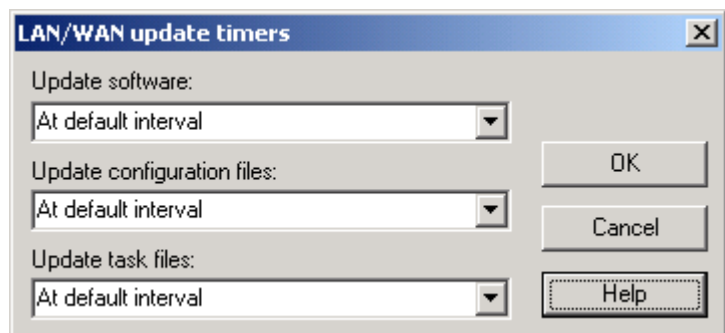 LAN/WAN update timers
Update software:
At default interval
OK
Update configuration files:
At default interval
Cancel
Update task files:
At default interval
Help